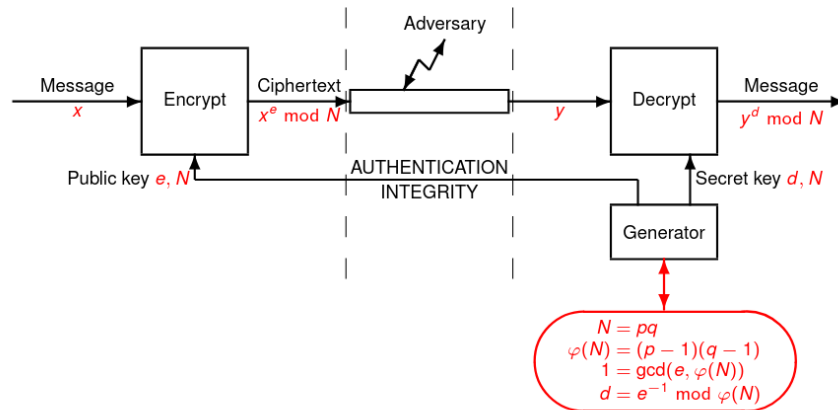 Adversary
Message
x
Encrypt
Ciphertext
x^e mod N
y
Decrypt
Message
y^d mod N
Public key e, N
AUTHENTICATION
INTEGRITY
Secret key d, N
Generator
N = pq
φ(N) = (p − 1)(q − 1)
1 = gcd(e, φ(N))
d = e^−1 mod φ(N)